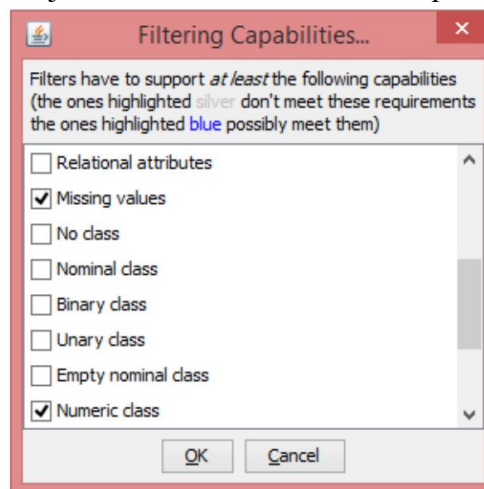 Filtering Capabilities...
Filters have to support at least the following capabilities
(the ones highlighted silver don't meet these requirements
the ones highlighted blue possibly meet them)
Relational attributes
Missing values
No class
Nominal class
Binary class
Unary class
Empty nominal class
Numeric class
OK Cancel